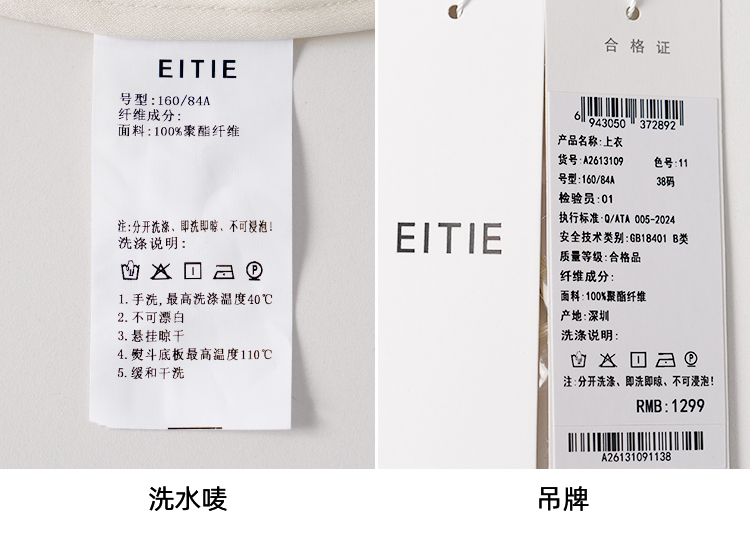 EITIE
号型:160/84A
纤维成分:
面料:100%聚酯纤维
注:分开洗涤、即洗即晾、不可浸泡!
洗涤说明:
1.手洗,最高洗涤温度40℃
2.不可漂白
3.悬挂晾干
4.熨斗底板最高温度110℃
5.缓和干洗
洗水唛
EITIE
合格证
6 943050 372892
产品名称:上衣
货号:A2613109 色号:11
号型:160/84A 38码
检验员:01
执行标准:Q/ATA 005-2024
安全技术类别:GB18401 B类
质量等级:合格品
纤维成分:
面料:100%聚酯纤维
产地:深圳
洗涤说明:
注:分开洗涤、即洗即晾、不可浸泡!
RMB:1299
A26131091138
吊牌